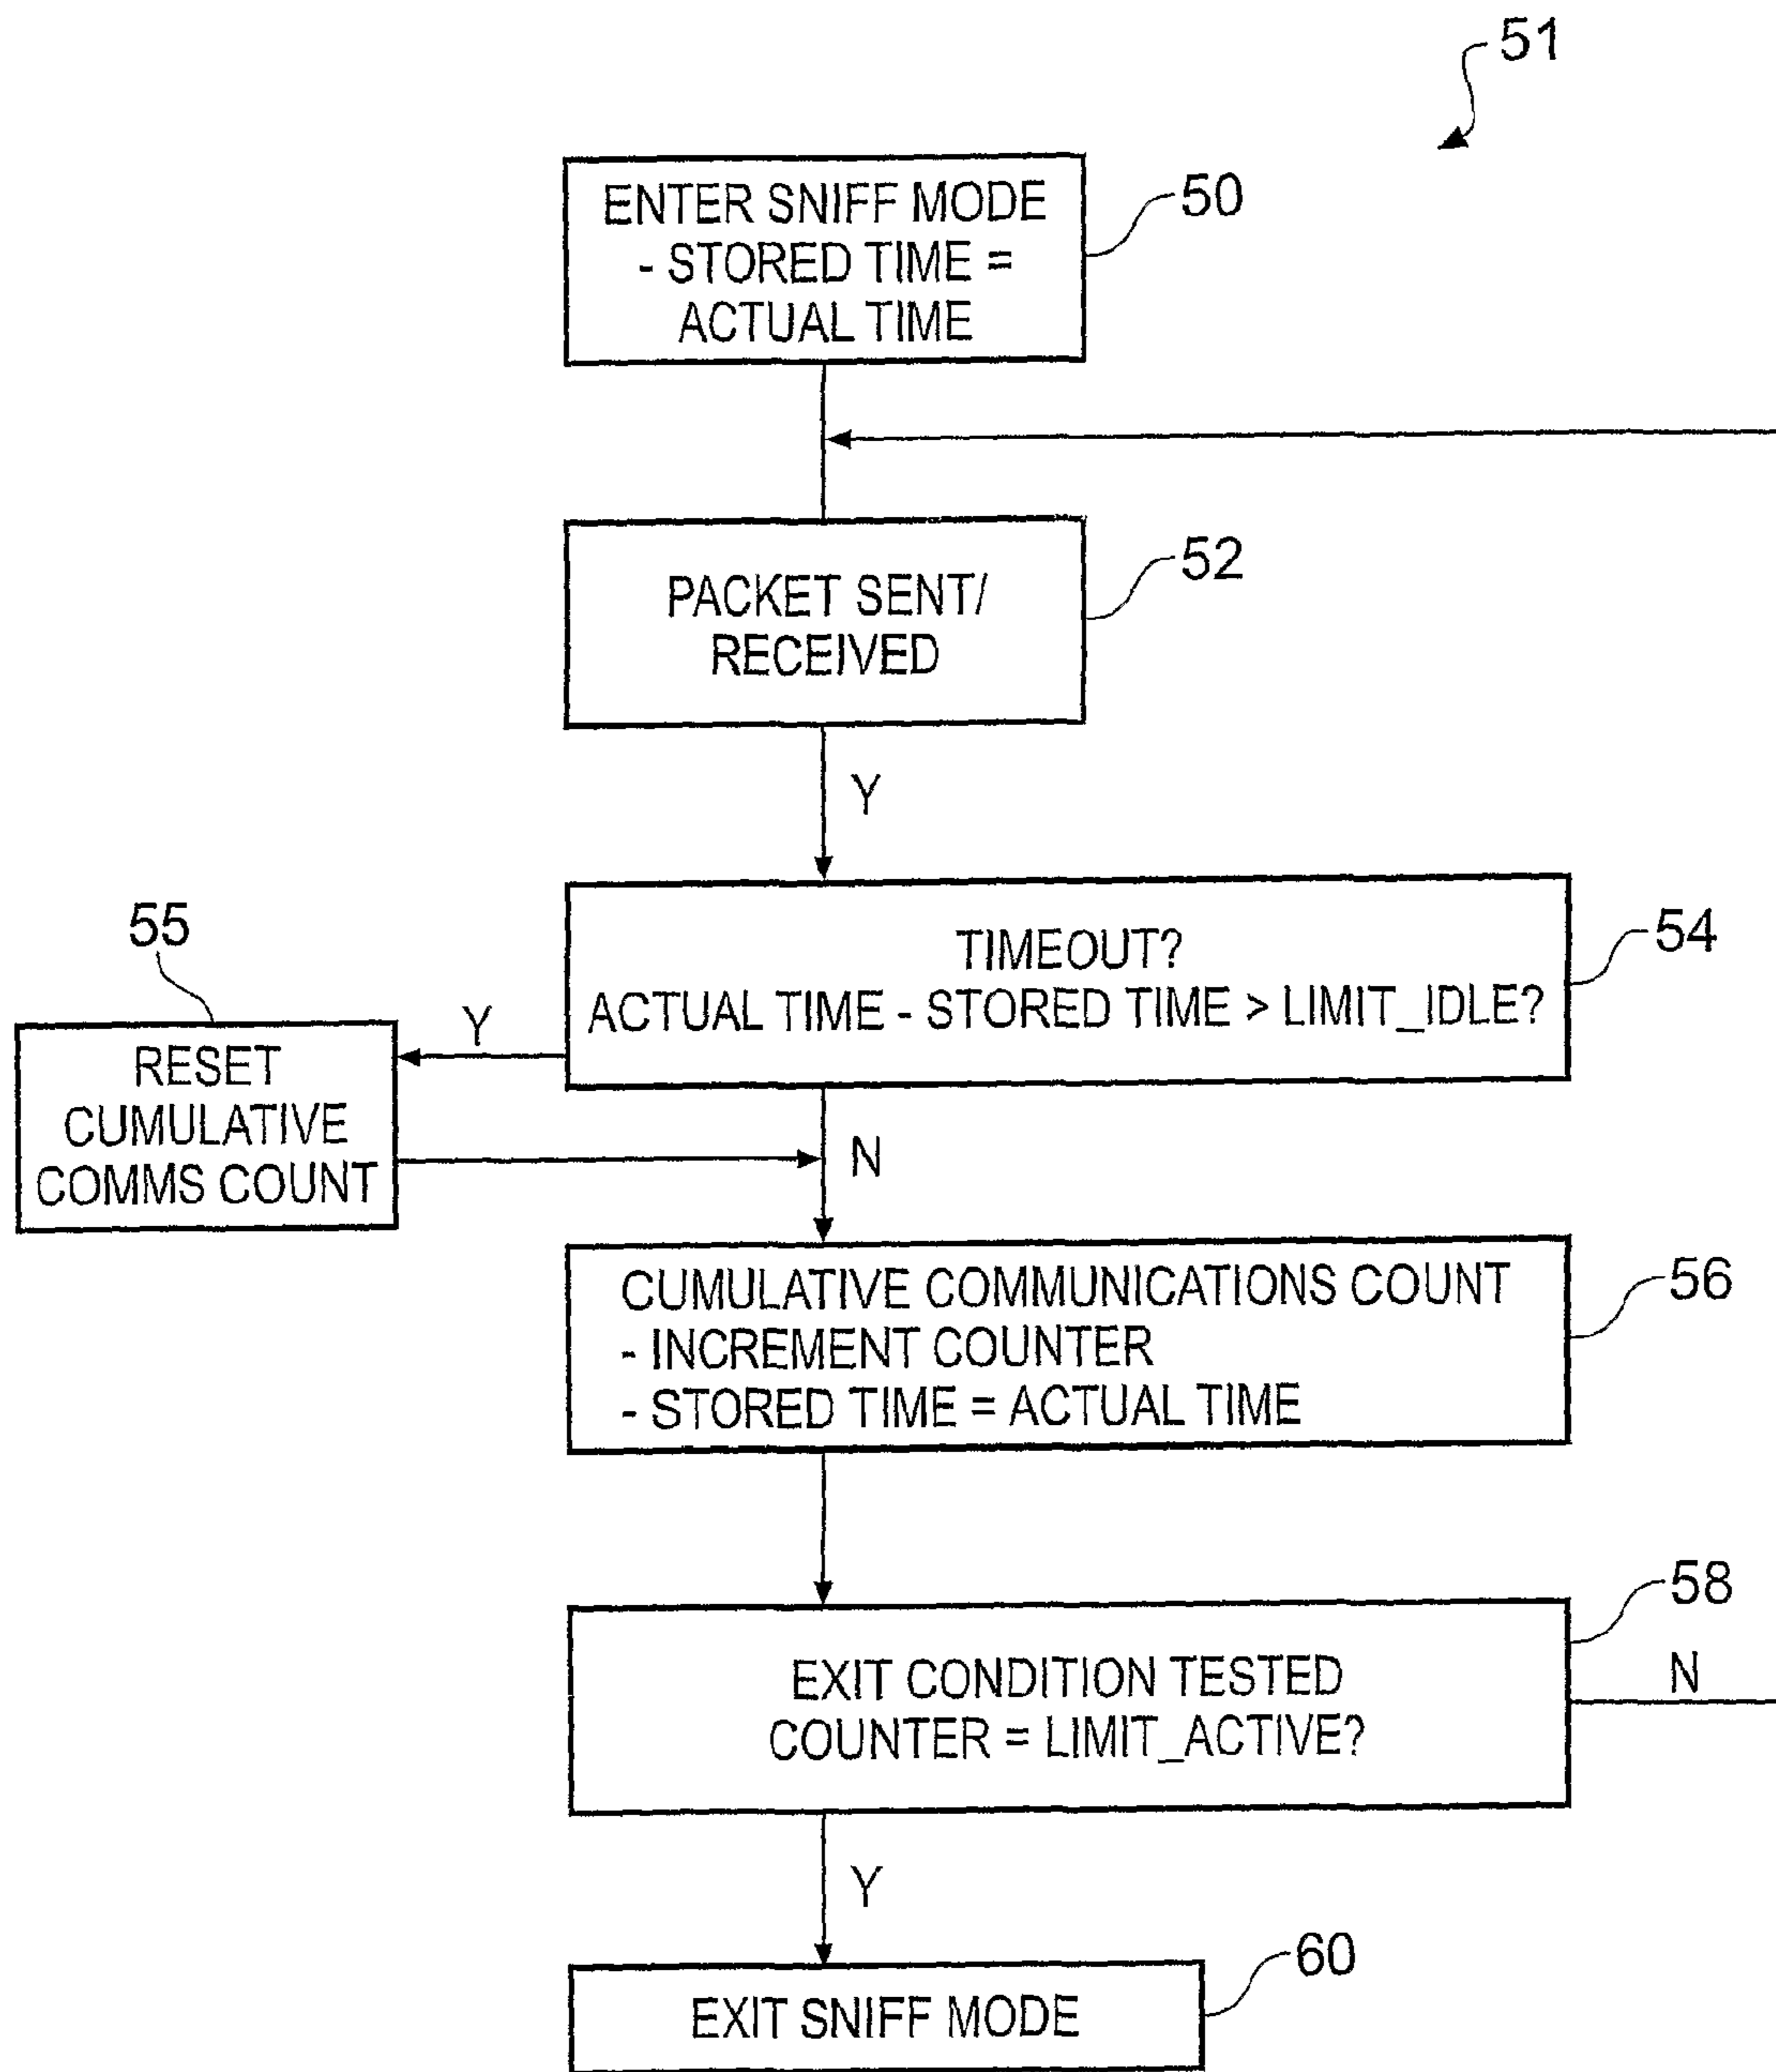 51
ENTER SNIFF MODE
- STORED TIME =
ACTUAL TIME
50
PACKET SENT/
RECEIVED
52
Y
TIMEOUT?
ACTUAL TIME - STORED TIME > LIMIT_IDLE?
54
55
Y
RESET
CUMULATIVE
COMMS COUNT
N
CUMULATIVE COMMUNICATIONS COUNT
- INCREMENT COUNTER
- STORED TIME = ACTUAL TIME
56
EXIT CONDITION TESTED
COUNTER = LIMIT_ACTIVE?
58
N
Y
EXIT SNIFF MODE
60